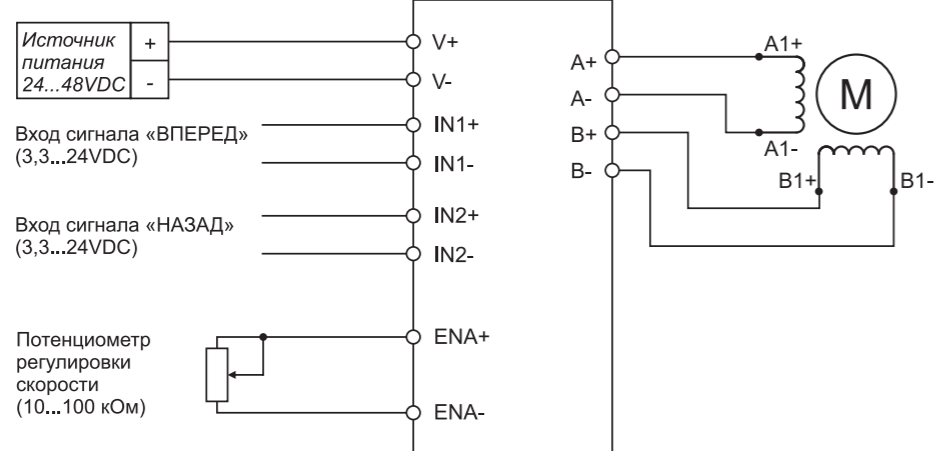 Источник
питания
24...48VDC
+
-
V+
V-
Вход сигнала «ВПЕРЕД»
(3,3...24VDC)
IN1+
IN1-
Вход сигнала «НАЗАД»
(3,3...24VDC)
IN2+
IN2-
Потенциометр
регулировки
скорости
(10...100 кОм)
ENA+
ENA-
A+
A-
B+
B-
A1+
A1-
M
B1+
B1-